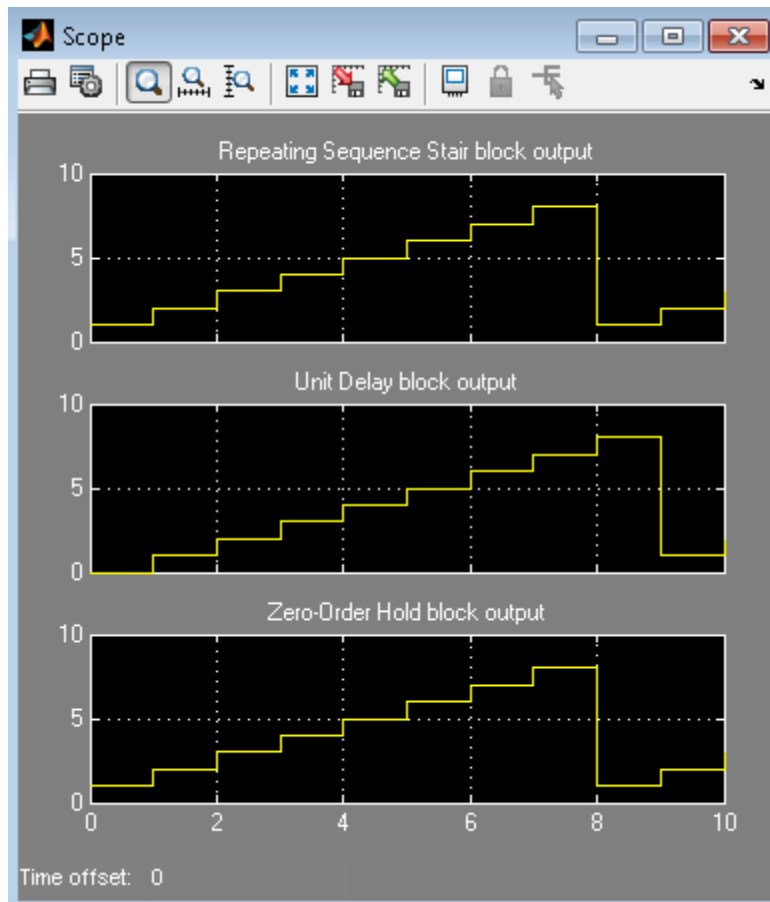 Scope
Repeating Sequence Stair block output
10
5
0
Unit Delay block output
10
5
0
Zero-Order Hold block output
10
5
0
0 2 4 6 8 10
Time offset: 0